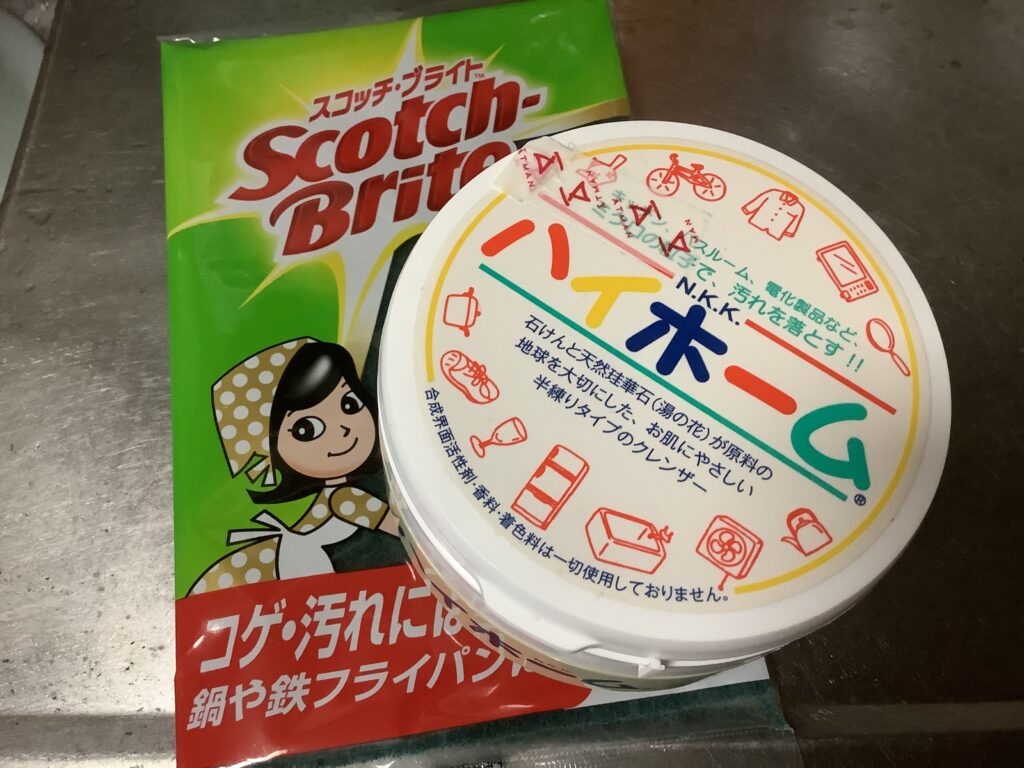 スコッチ・ブライト™
Scotch-
Brite
コゲ・汚れには
鍋や鉄フライパン
バスルーム、電化製品など、
で、汚れを落とす!!
N.K.K.
ハイホーム®
石けんと天然珪華石(湯の花)が原料の
地球を大切にした、お肌にやさしい
半練りタイプのクレンザー
合成界面活性剤・香料・着色料は一切使用しておりません。